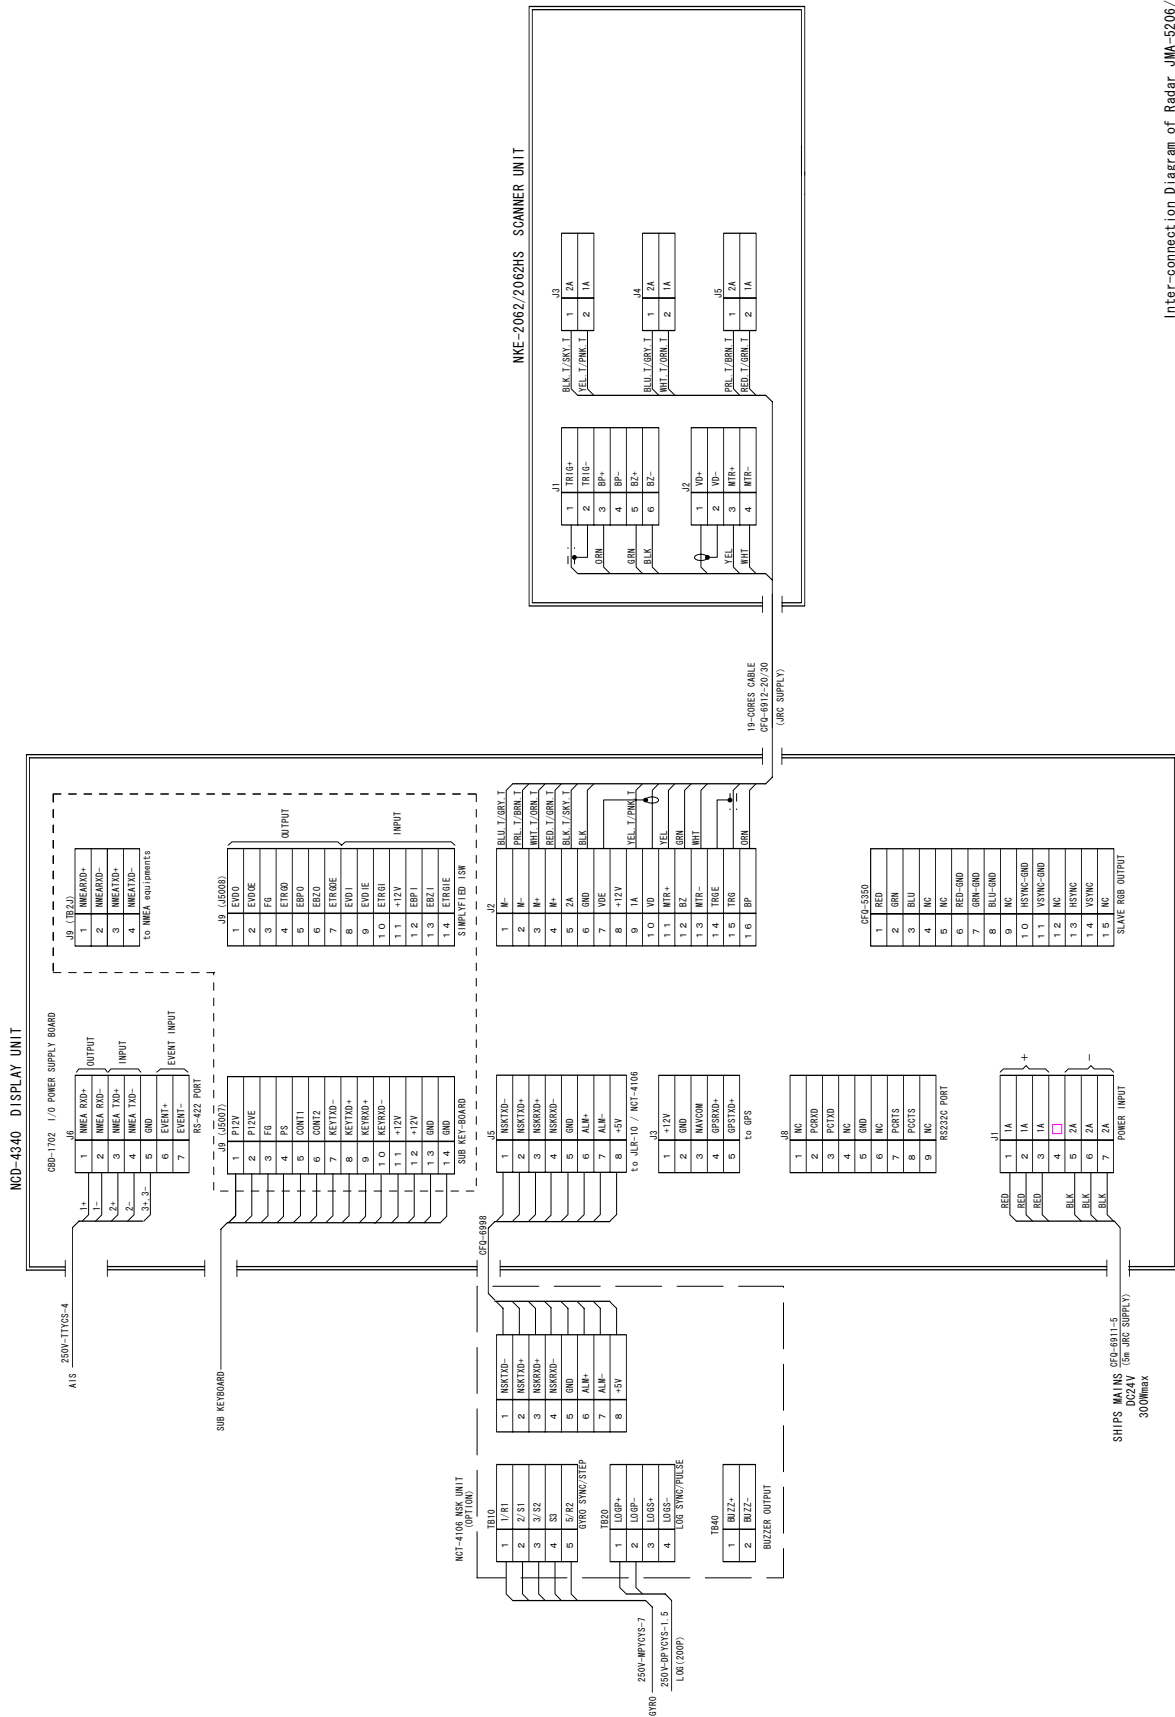 NCD-4340 DISPLAY UNIT
CBD-1702 I/O POWER SUPPLY BOARD
AIS
250V-TTYCS-4
1+
1-
2+
2-
3+,3-
J6
1 NMEA RXD+
2 NMEA RXD-
3 NMEA TXD+
4 NMEA TXD-
5 GND
6 EVENT+
7 EVENT-
OUTPUT
INPUT
EVENT INPUT
RS-422 PORT
J9 (TB2J)
1 NMEARXD+
2 NMEARXD-
3 NMEATXD+
4 NMEATXD-
to NMEA equipments
SUB KEYBOARD
J9 (J5007)
1 P12V
2 P12VE
3 FG
4 PS
5 CONT1
6 CONT2
7 KEYTXD-
8 KEYTXD+
9 KEYRXD+
10 KEYRXD-
11 +12V
12 +12V
13 GND
14 GND
SUB KEY-BOARD
J9 (J5008)
1 EVDO
2 EVDOE
3 FG
4 ETRGO
5 EBPO
6 EBZO
7 ETRGOE
8 EVDI
9 EVDIE
10 ETRGI
11 +12V
12 EBPI
13 EBZI
14 ETRGIE
OUTPUT
INPUT
SIMPLYFIED ISW
NCT-4106 NSK UNIT
(OPTION)
TB10
1 1/R1
2 2/S1
3 3/S2
4 S3
5 5/R2
GYRO SYNC/STEP
TB20
1 LOGP+
2 LOGP-
3 LOGS+
4 LOGS-
LOG SYNC/PULSE
TB40
1 BUZZ+
2 BUZZ-
BUZZER OUTPUT
250V-MPYCYS-7
GYRO
250V-DPYCYS-1.5
LOG(200P)
1 NSKTXD-
2 NSKTXD+
3 NSKRXD+
4 NSKRXD-
5 GND
6 ALM+
7 ALM-
8 +5V
CFQ-6998
J5
1 NSKTXD-
2 NSKTXD+
3 NSKRXD+
4 NSKRXD-
5 GND
6 ALM+
7 ALM-
8 +5V
to JLR-10 / NCT-4106
J3
1 +12V
2 GND
3 NAVCOM
4 GPSRXD+
5 GPSTXD+
to GPS
J8
1 NC
2 PCRXD
3 PCTXD
4 NC
5 GND
6 NC
7 PCRTS
8 PCCTS
9 NC
RS232C PORT
J1
RED 1 1A
RED 2 1A
RED 3 1A
4
BLK 5 2A
BLK 6 2A
BLK 7 2A
+
-
POWER INPUT
SHIPS MAINS
DC24V
300Wmax
CFQ-6911-5
(5m JRC SUPPLY)
J2
1 M-
2 M-
3 M+
4 M+
5 2A
6 GND
7 VDE
8 +12V
9 1A
10 VD
11 MTR+
12 BZ
13 MTR-
14 TRGE
15 TRG
16 BP
BLU.T/GRY.T
PRL.T/BRN.T
WHT.T/ORN.T
RED.T/GRN.T
BLK.T/SKY.T
BLK
YEL.T/PNK.T
YEL
GRN
WHT
ORN
CFQ-5350
1 RED
2 GRN
3 BLU
4 NC
5 NC
6 RED-GND
7 GRN-GND
8 BLU-GND
9 NC
10 HSYNC-GND
11 VSYNC-GND
12 NC
13 HSYNC
14 VSYNC
15 NC
SLAVE RGB OUTPUT
19-CORES CABLE
CFQ-6912-20/30
(JRC SUPPLY)
NKE-2062/2062HS SCANNER UNIT
J1
1 TRIG+
2 TRIG-
3 BP+
4 BP-
5 BZ+
6 BZ-
ORN
GRN
BLK
J2
1 VD+
2 VD-
3 MTR+
4 MTR-
YEL
WHT
J3
BLK.T/SKY.T 1 2A
YEL.T/PNK.T 2 1A
J4
BLU.T/GRY.T 1 2A
WHT.T/ORN.T 2 1A
J5
PRL.T/BRN.T 1 2A
RED.T/GRN.T 2 1A
Inter-connection Diagram of Radar JMA-5206/